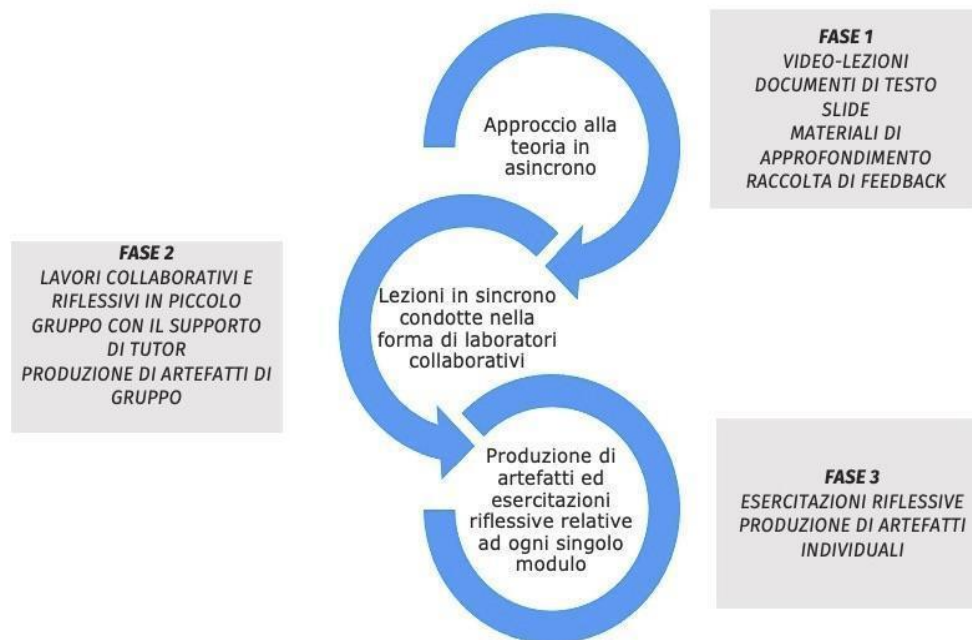 FASE 1
VIDEO-LEZIONI
DOCUMENTI DI TESTO
SLIDE
MATERIALI DI
APPROFONDIMENTO
RACCOLTA DI FEEDBACK
Approccio alla
teoria in
asincrono
FASE 2
LAVORI COLLABORATIVI E
RIFLESSIVI IN PICCOLO
GRUPPO CON IL SUPPORTO
DI TUTOR
PRODUZIONE DI ARTEFATTI DI
GRUPPO
Lezioni in sincrono
condotte nella
forma di laboratori
collaborativi
Produzione di
artefatti ed
esercitazioni
riflessive relative
ad ogni singolo
modulo
FASE 3
ESERCITAZIONI RIFLESSIVE
PRODUZIONE DI ARTEFATTI
INDIVIDUALI